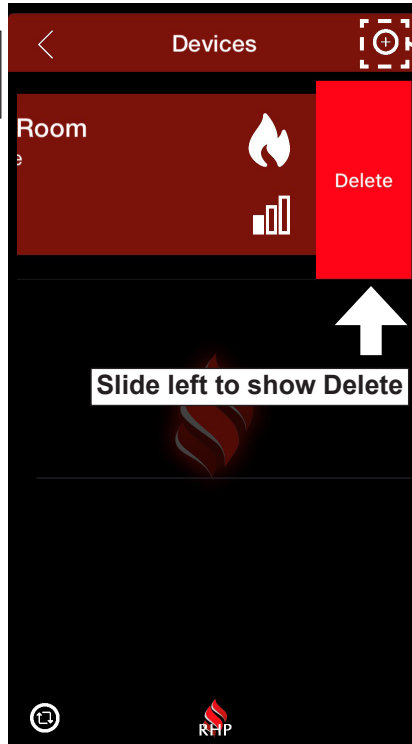 Devices
Room
e
Delete
Slide left to show Delete
RHP